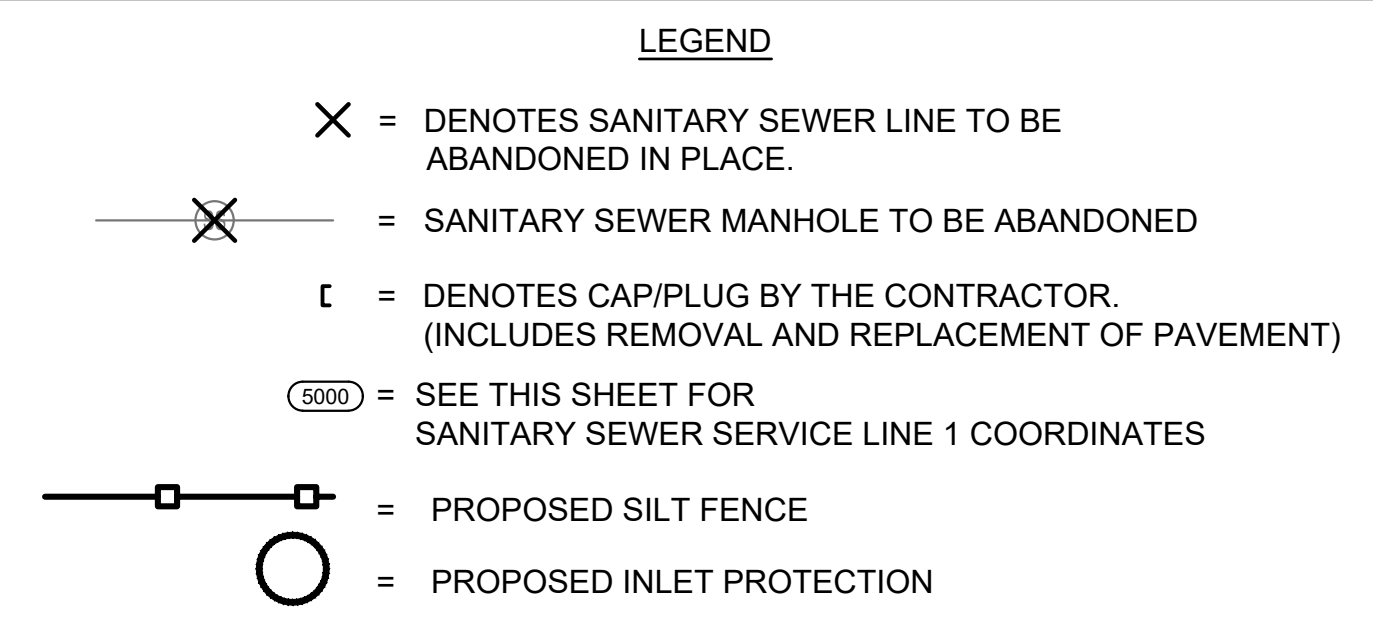 LEGEND
= DENOTES SANITARY SEWER LINE TO BE
ABANDONED IN PLACE.
= SANITARY SEWER MANHOLE TO BE ABANDONED
= DENOTES CAP/PLUG BY THE CONTRACTOR.
(INCLUDES REMOVAL AND REPLACEMENT OF PAVEMENT)
5000 = SEE THIS SHEET FOR
SANITARY SEWER SERVICE LINE 1 COORDINATES
= PROPOSED SILT FENCE
= PROPOSED INLET PROTECTION